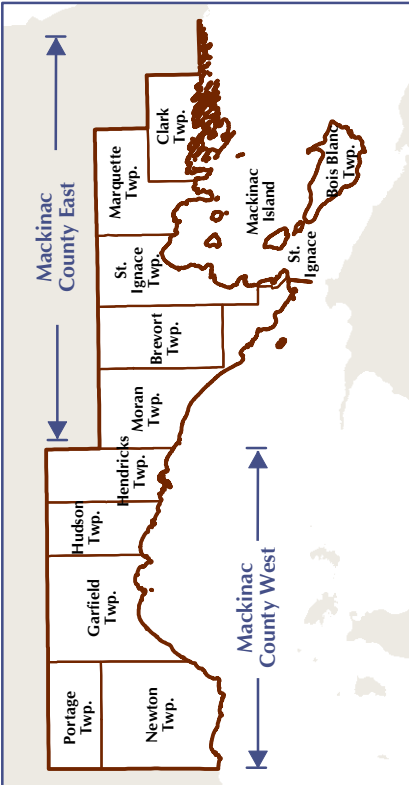 Mackinac
County East
Mackinac
County West
Portage
Twp.
Newton
Twp.
Garfield
Twp.
Hudson
Twp.
Hendricks
Twp.
Moran
Twp.
Brevort
Twp.
St.
Ignace
Twp.
Marquette
Twp.
Clark
Twp.
Mackinac
Island
St.
Ignace
Bois Blanc
Twp.